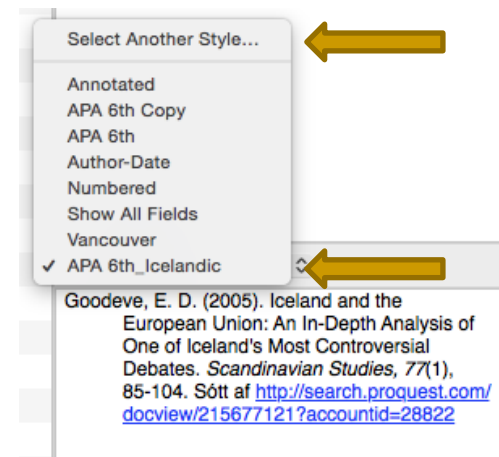 Select Another Style...
Annotated
APA 6th Copy
APA 6th
Author-Date
Numbered
Show All Fields
Vancouver
✓ APA 6th_Icelandic
Goodeve, E. D. (2005). Iceland and the
European Union: An In-Depth Analysis of
One of Iceland's Most Controversial
Debates. Scandinavian Studies, 77(1),
85-104. Sótt af http://search.proquest.com/
docview/215677121?accountid=28822